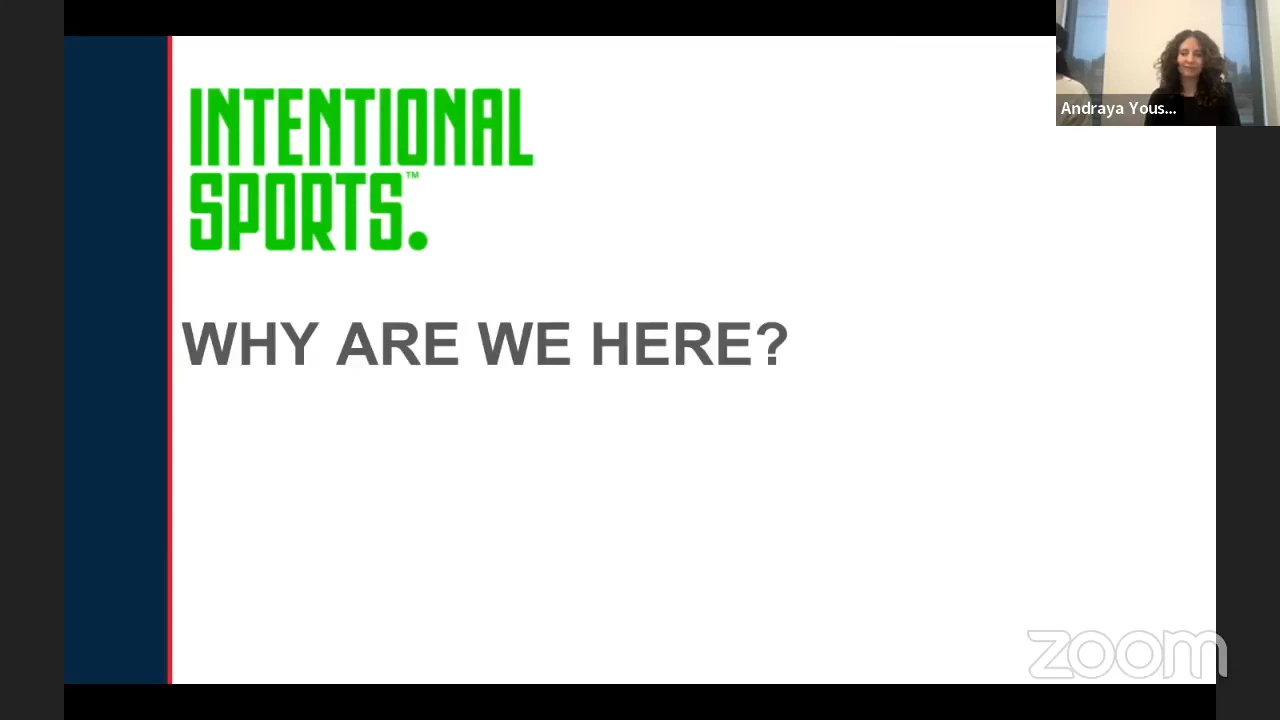 INTENTIONAL
SPORTS.™
WHY ARE WE HERE?
Andraya Yous...
zoom